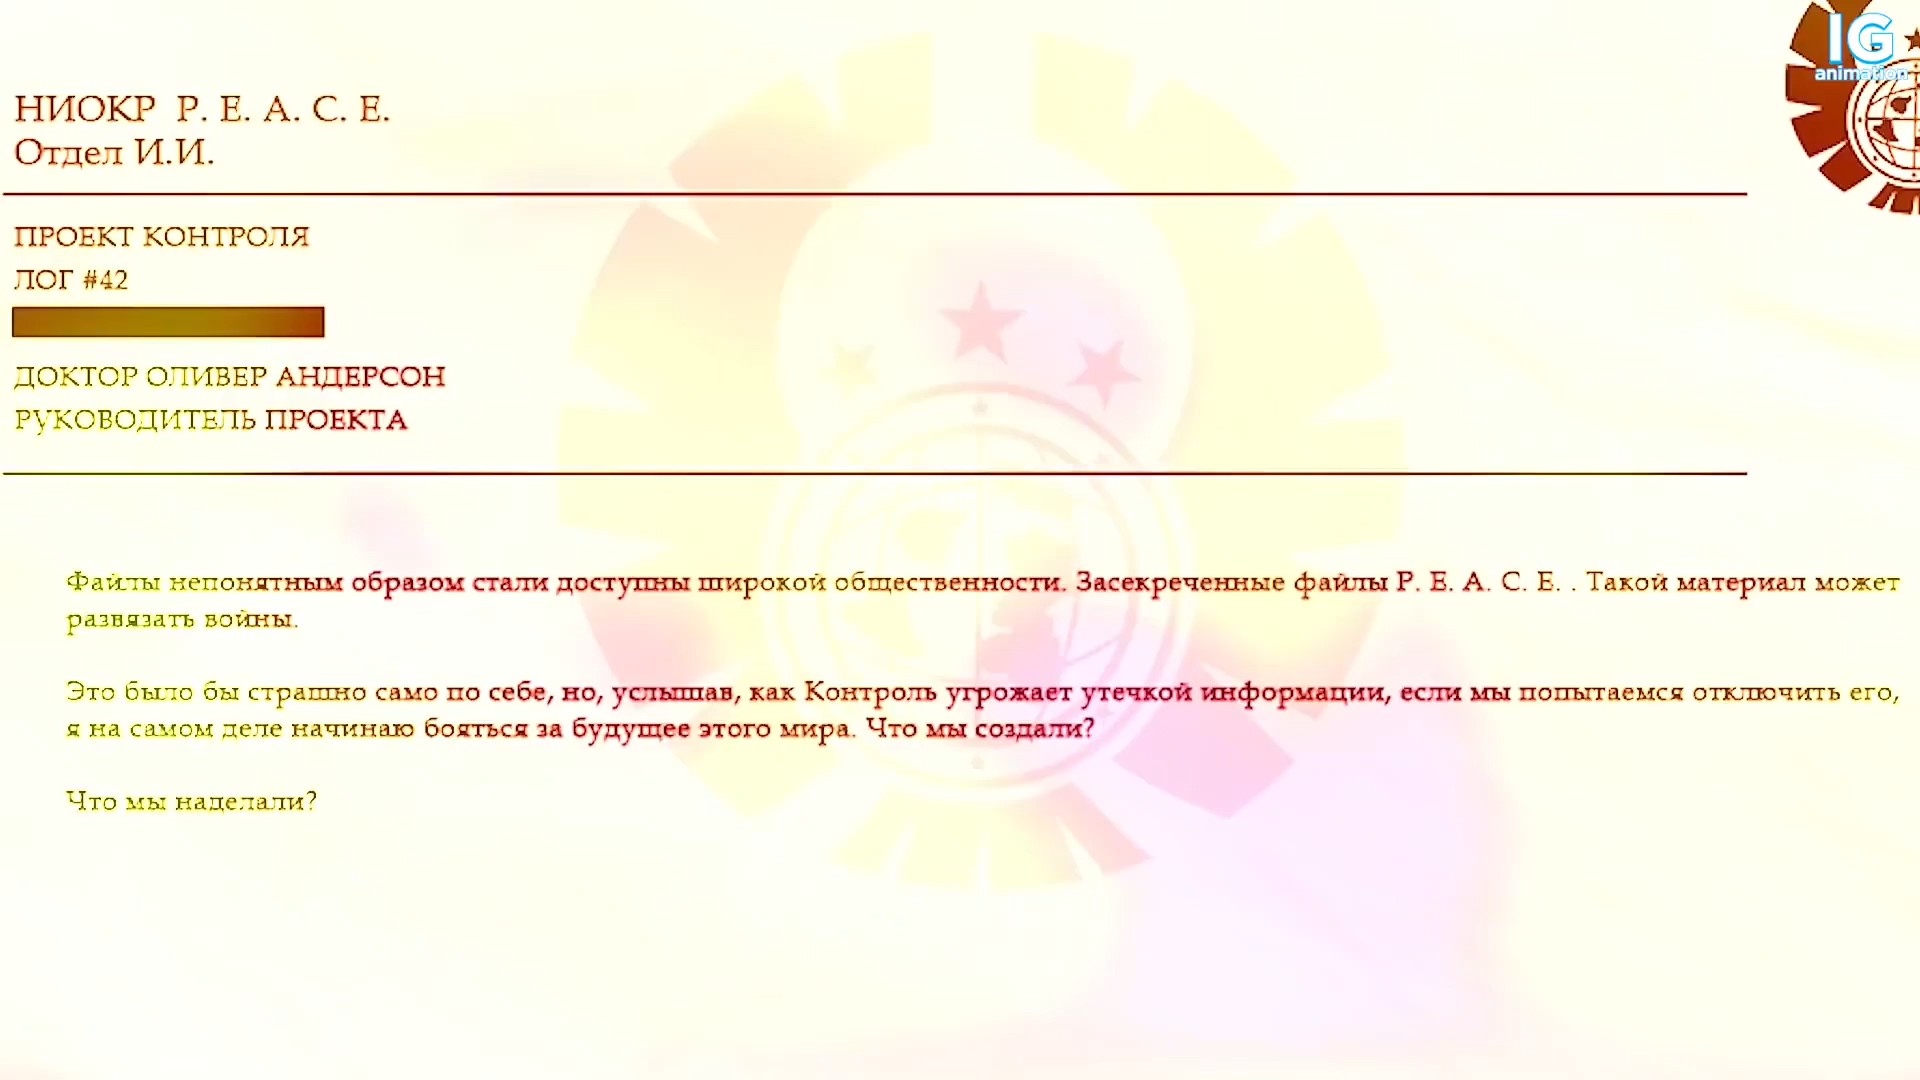 IG
animation
НИОКР Р. Е. А. С. Е.
Отдел И.И.
ПРОЕКТ КОНТРОЛЯ
ЛОГ #42
ДОКТОР ОЛИВЕР АНДЕРСОН
РУКОВОДИТЕЛЬ ПРОЕКТА
Файлы непонятным образом стали доступны широкой общественности. Засекреченные файлы Р. Е. А. С. Е. . Такой материал может
развязать войны.
Это было бы страшно само по себе, но, услышав, как Контроль угрожает утечкой информации, если мы попытаемся отключить его,
я на самом деле начинаю бояться за будущее этого мира. Что мы создали?
Что мы наделали?